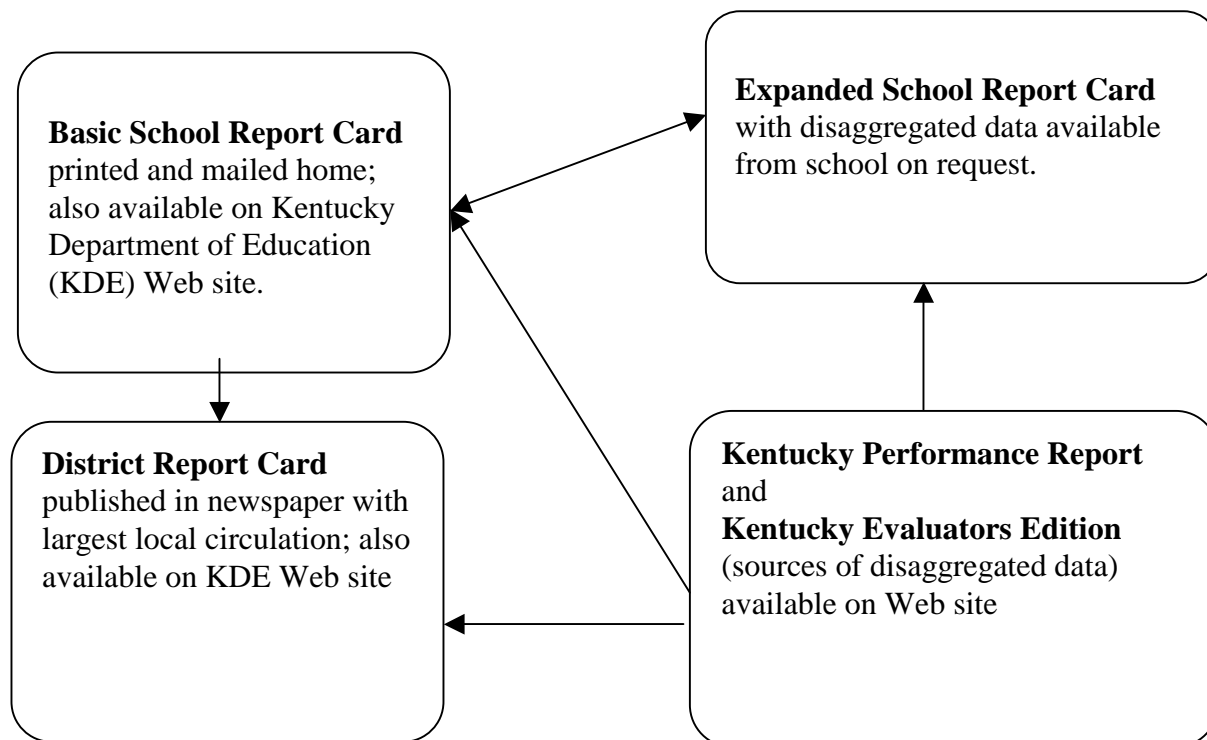 Basic School Report Card
printed and mailed home;
also available on Kentucky
Department of Education
(KDE) Web site.
Expanded School Report Card
with disaggregated data available
from school on request.
District Report Card
published in newspaper with
largest local circulation; also
available on KDE Web site
Kentucky Performance Report
and
Kentucky Evaluators Edition
(sources of disaggregated data)
available on Web site